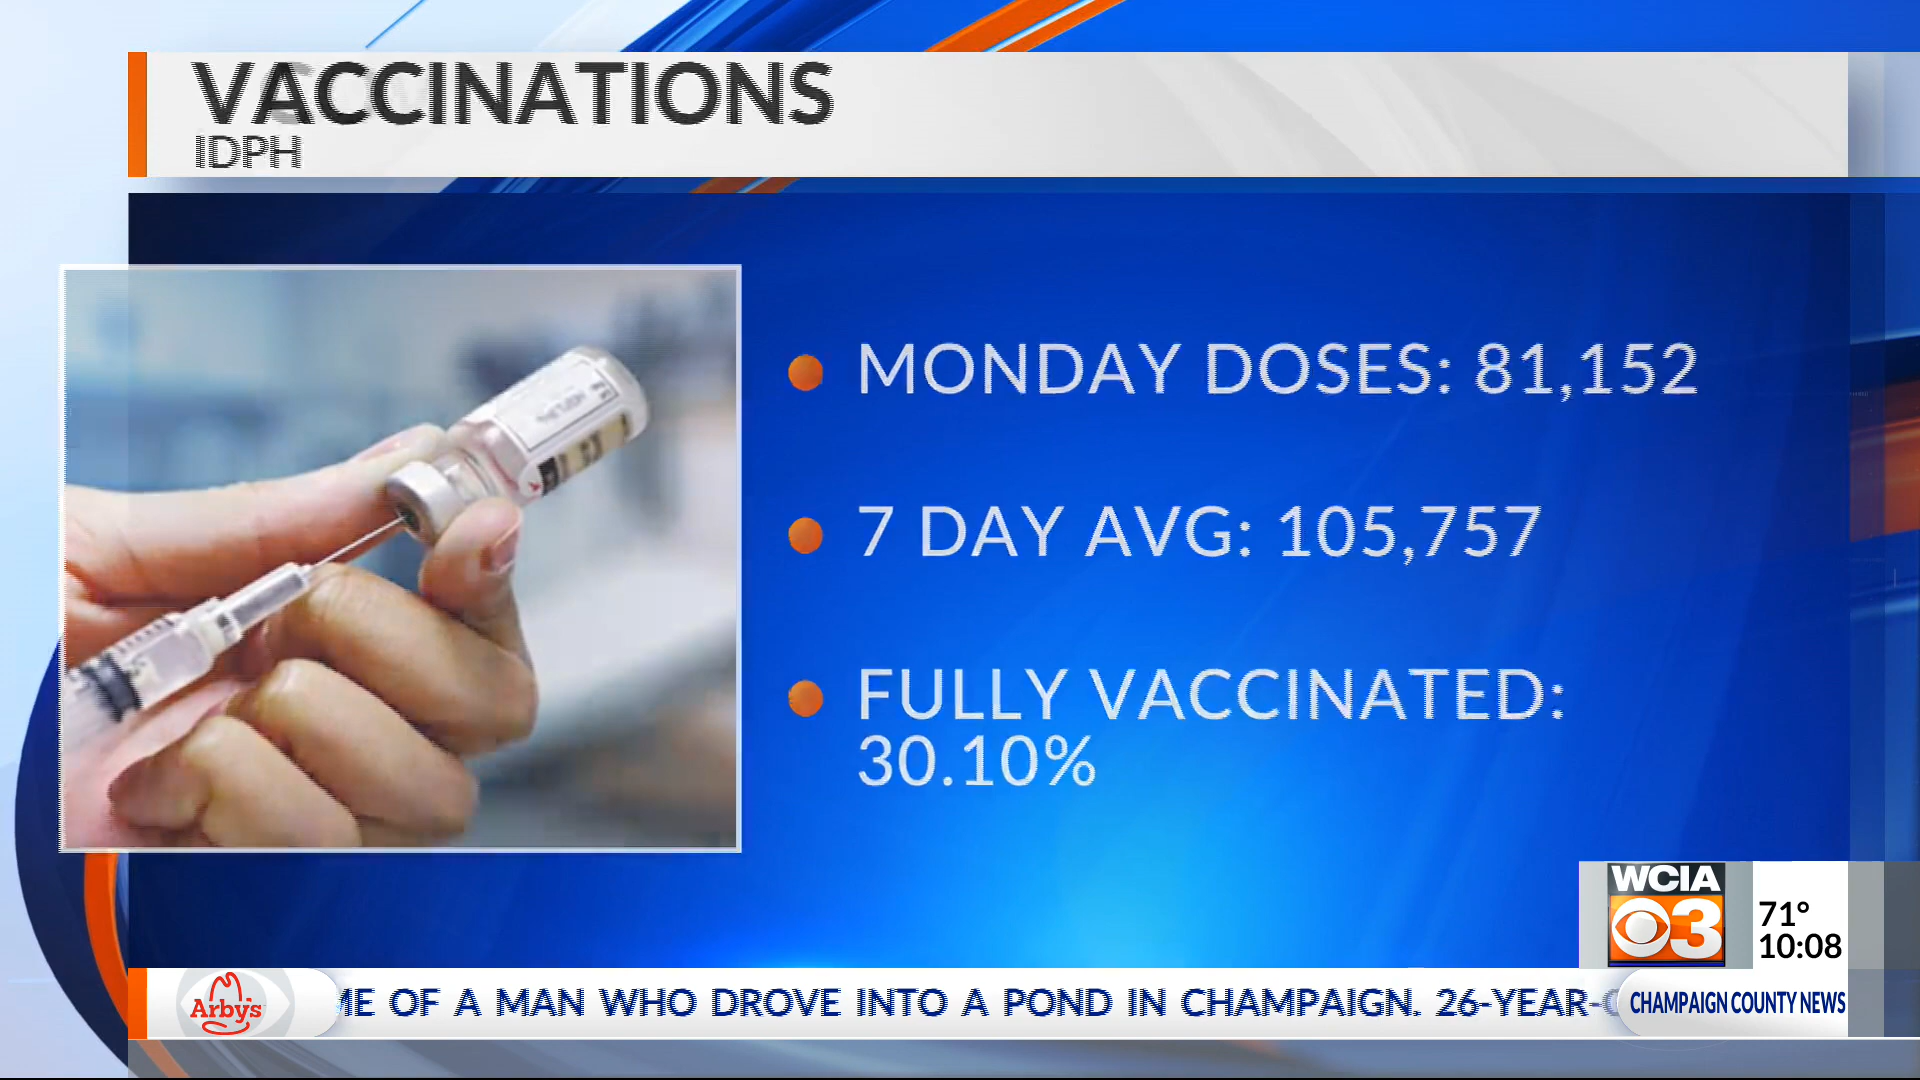 VACCINATIONS
IDPH
MONDAY DOSES: 81,152
7 DAY AVG: 105,757
FULLY VACCINATED:
30.10%
WCIA
3
71°
10:08
Arby's
ME OF A MAN WHO DROVE INTO A POND IN CHAMPAIGN. 26-YEAR-
CHAMPAIGN COUNTY NEWS